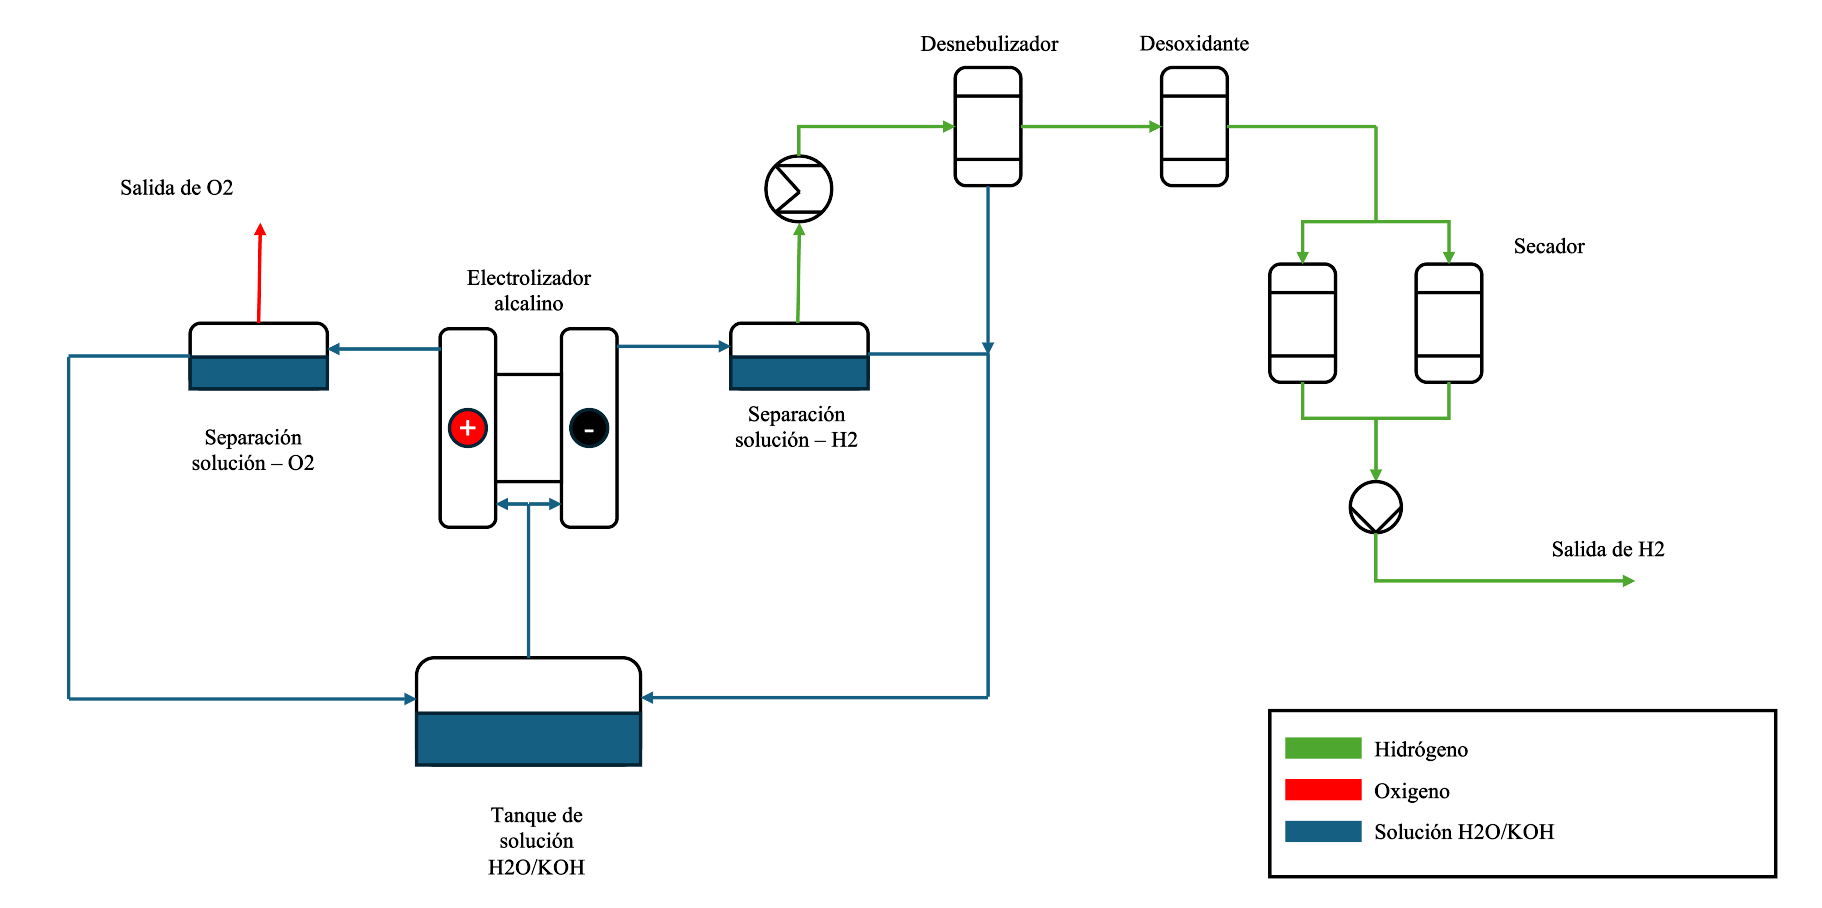 Desnebulizador
Desoxidante
Salida de O2
Secador
Electrolizador
alcalino
+
-
Separación
solución – O2
Separación
solución – H2
Salida de H2
Tanque de
solución
H2O/KOH
Hidrógeno
Oxigeno
Solución H2O/KOH